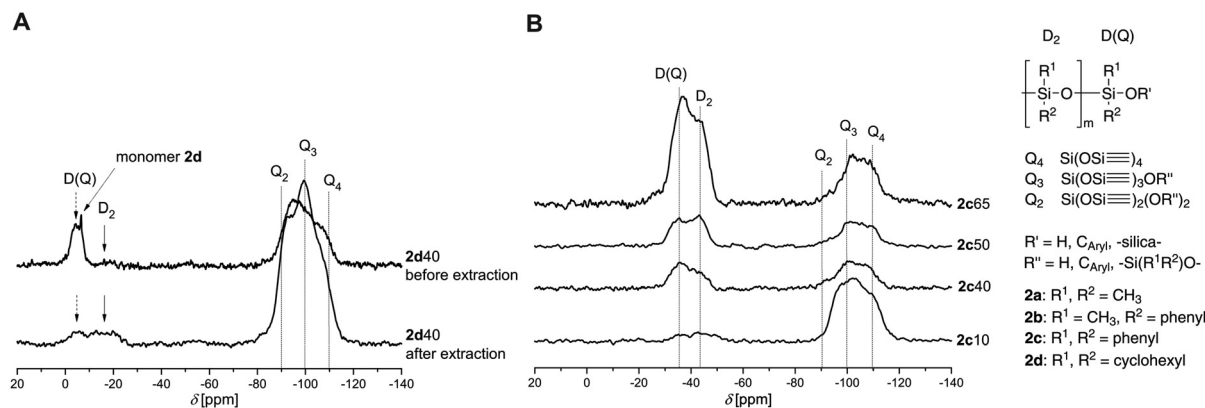 A
monomer 2d
D(Q)
D2
Q2
Q3
Q4
2d40
before extraction
2d40
after extraction
20 0 -20 -40 -60 -80 -100 -120 -140
δ [ppm]
B
D(Q)
D2
Q2
Q3
Q4
2c65
2c50
2c40
2c10
20 0 -20 -40 -60 -80 -100 -120 -140
δ [ppm]
D2 D(Q)
R1 R1
Si O Si OR'
R2 R2
m
Q4 Si(OSi≡)4
Q3 Si(OSi≡)3OR"
Q2 Si(OSi≡)2(OR")2
R' = H, CAryl, -silica-
R" = H, CAryl, -Si(R1R2)O-
2a: R1, R2 = CH3
2b: R1 = CH3, R2 = phenyl
2c: R1, R2 = phenyl
2d: R1, R2 = cyclohexyl